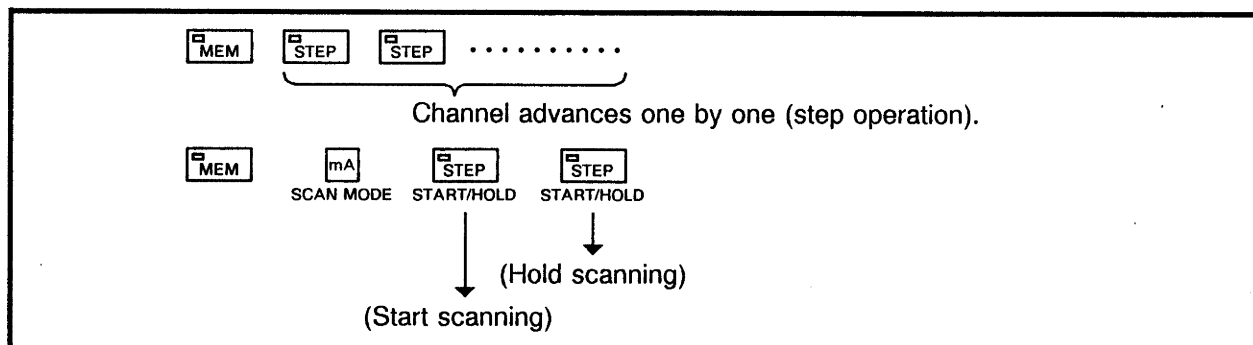 MEM STEP STEP ..........
Channel advances one by one (step operation).
MEM mA STEP STEP
SCAN MODE START/HOLD START/HOLD
(Hold scanning)
(Start scanning)